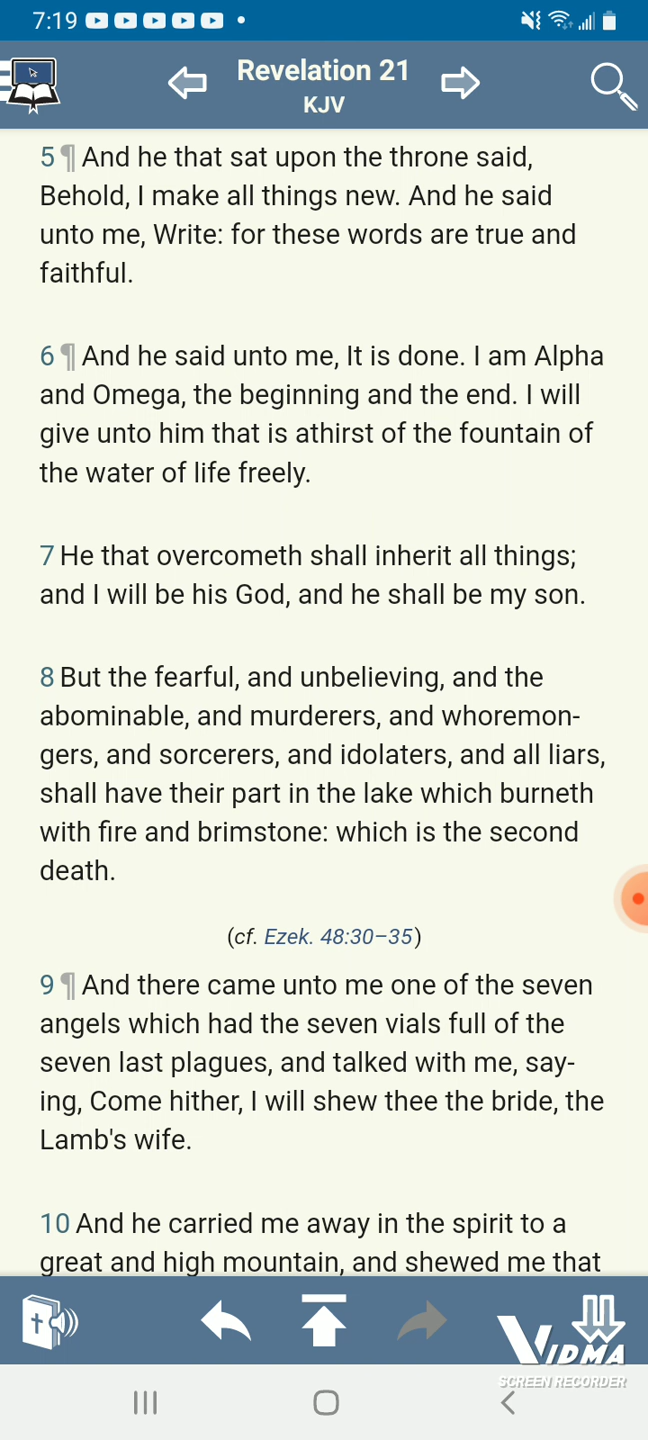 7:19
Revelation 21
KJV
5 ¶ And he that sat upon the throne said,
Behold, I make all things new. And he said
unto me, Write: for these words are true and
faithful.
6 ¶ And he said unto me, It is done. I am Alpha
and Omega, the beginning and the end. I will
give unto him that is athirst of the fountain of
the water of life freely.
7 He that overcometh shall inherit all things;
and I will be his God, and he shall be my son.
8 But the fearful, and unbelieving, and the
abominable, and murderers, and whoremon-
gers, and sorcerers, and idolaters, and all liars,
shall have their part in the lake which burneth
with fire and brimstone: which is the second
death.
(cf. Ezek. 48:30–35)
9 ¶ And there came unto me one of the seven
angels which had the seven vials full of the
seven last plagues, and talked with me, say-
ing, Come hither, I will shew thee the bride, the
Lamb's wife.
10 And he carried me away in the spirit to a
great and high mountain, and shewed me that
VIDMA
SCREEN RECORDER